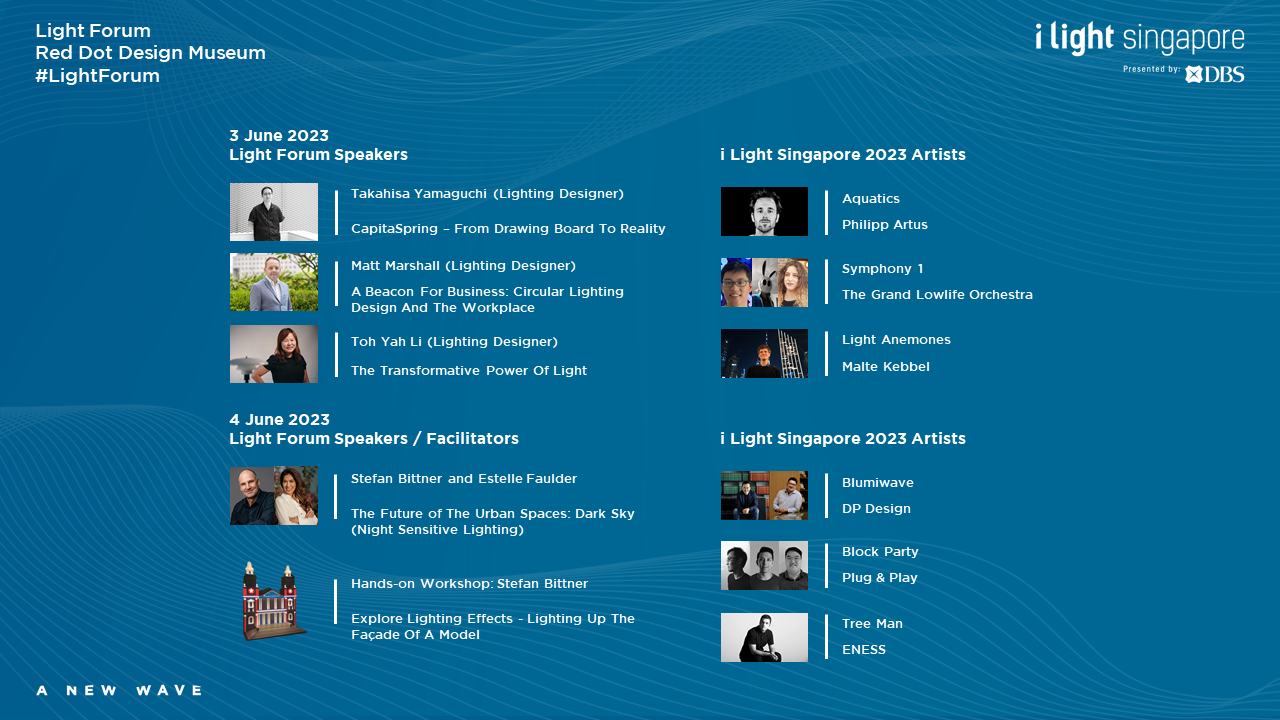 Light Forum
Red Dot Design Museum
#LightForum
i light singapore
Presented by: DBS
3 June 2023
Light Forum Speakers
Takahisa Yamaguchi (Lighting Designer)
CapitaSpring – From Drawing Board To Reality
Matt Marshall (Lighting Designer)
A Beacon For Business: Circular Lighting
Design And The Workplace
Toh Yah Li (Lighting Designer)
The Transformative Power Of Light
i Light Singapore 2023 Artists
Aquatics
Philipp Artus
Symphony 1
The Grand Lowlife Orchestra
Light Anemones
Malte Kebbel
4 June 2023
Light Forum Speakers / Facilitators
Stefan Bittner and Estelle Faulder
The Future of The Urban Spaces: Dark Sky
(Night Sensitive Lighting)
Hands-on Workshop: Stefan Bittner
Explore Lighting Effects - Lighting Up The
Façade Of A Model
i Light Singapore 2023 Artists
Blumiwave
DP Design
Block Party
Plug & Play
Tree Man
ENESS
A NEW WAVE